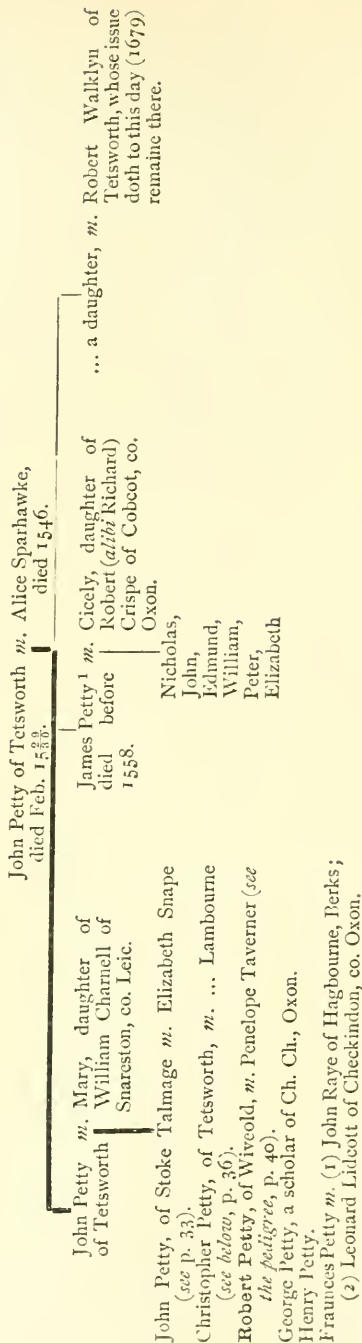 John Petty of Tetsworth m. Alice Sparhawke,
died Feb. 15 29/30. died 1546.
John Petty m. Mary, daughter of
of Tetsworth William Charnell of
Snareston, co. Leic.
James Petty¹ m. Cicely, daughter of
died Robert (alibi Richard)
before Crispe of Cobcot, co.
1558. Oxon.
... a daughter, m. Robert Walklyn of
Tetsworth, whose issue
doth to this day (1679)
remaine there.
Nicholas,
John,
Edmund,
William,
Peter,
Elizabeth
John Petty, of Stoke Talmage m. Elizabeth Snape
(see p. 33).
Christopher Petty, of Tetsworth, m. ... Lambourne
(see below, p. 36).
Robert Petty, of Wiveold, m. Penelope Taverner (see
the pedigree, p. 40).
George Petty, a scholar of Ch. Ch., Oxon.
Henry Petty.
Fraunces Petty m. (1) John Raye of Hagbourne, Berks;
(2) Leonard Lidcott of Checkindon, co. Oxon.